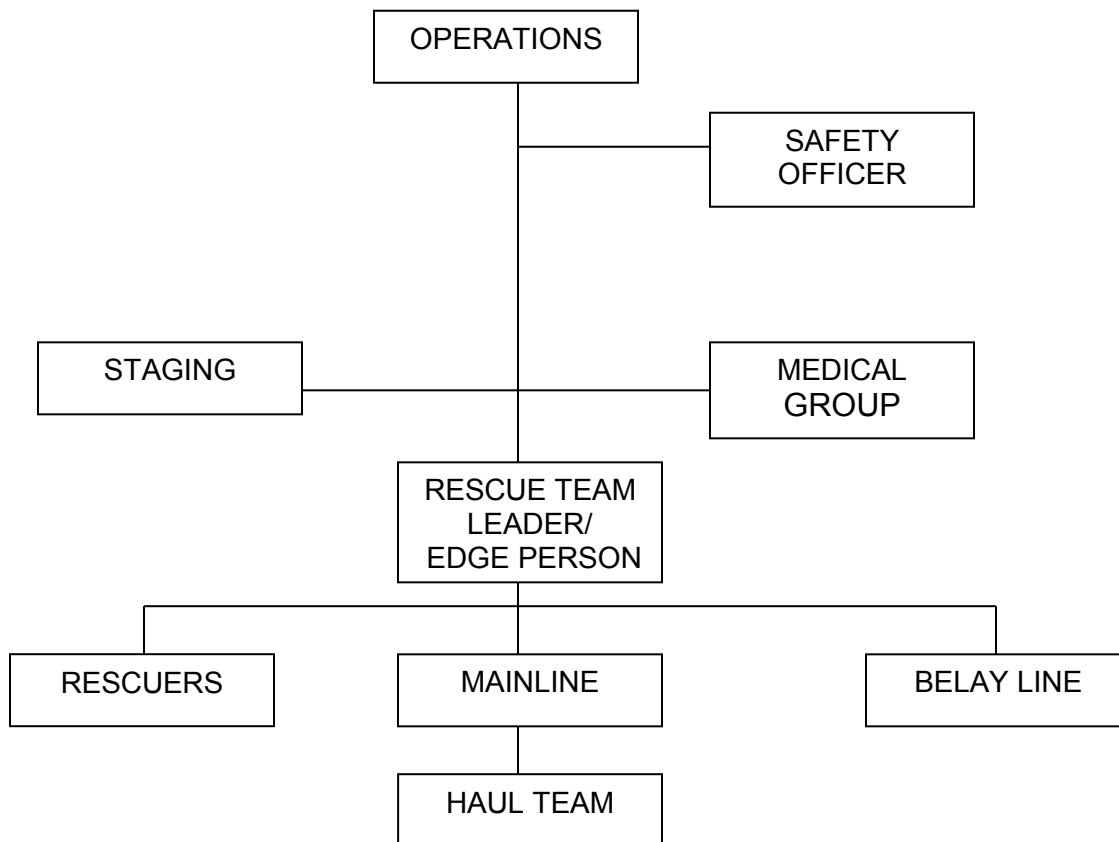 OPERATIONS
SAFETY
OFFICER
STAGING
MEDICAL
GROUP
RESCUE TEAM
LEADER/
EDGE PERSON
RESCUERS
MAINLINE
BELAY LINE
HAUL TEAM